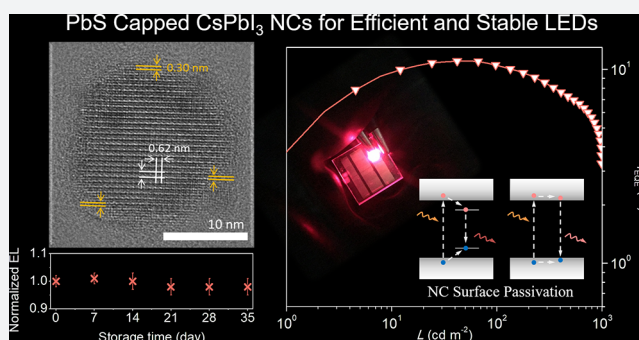 PbS Capped CsPbI₃ NCs for Efficient and Stable LEDs
0.30 nm
0.62 nm
10 nm
Normalized EL
1.1
1.0
0.9
0 7 14 21 28 35
Storage time (day)
10¹
10⁰
EQE
NC Surface Passivation
10⁰ 10¹ 10² 10³
L (cd m⁻²)